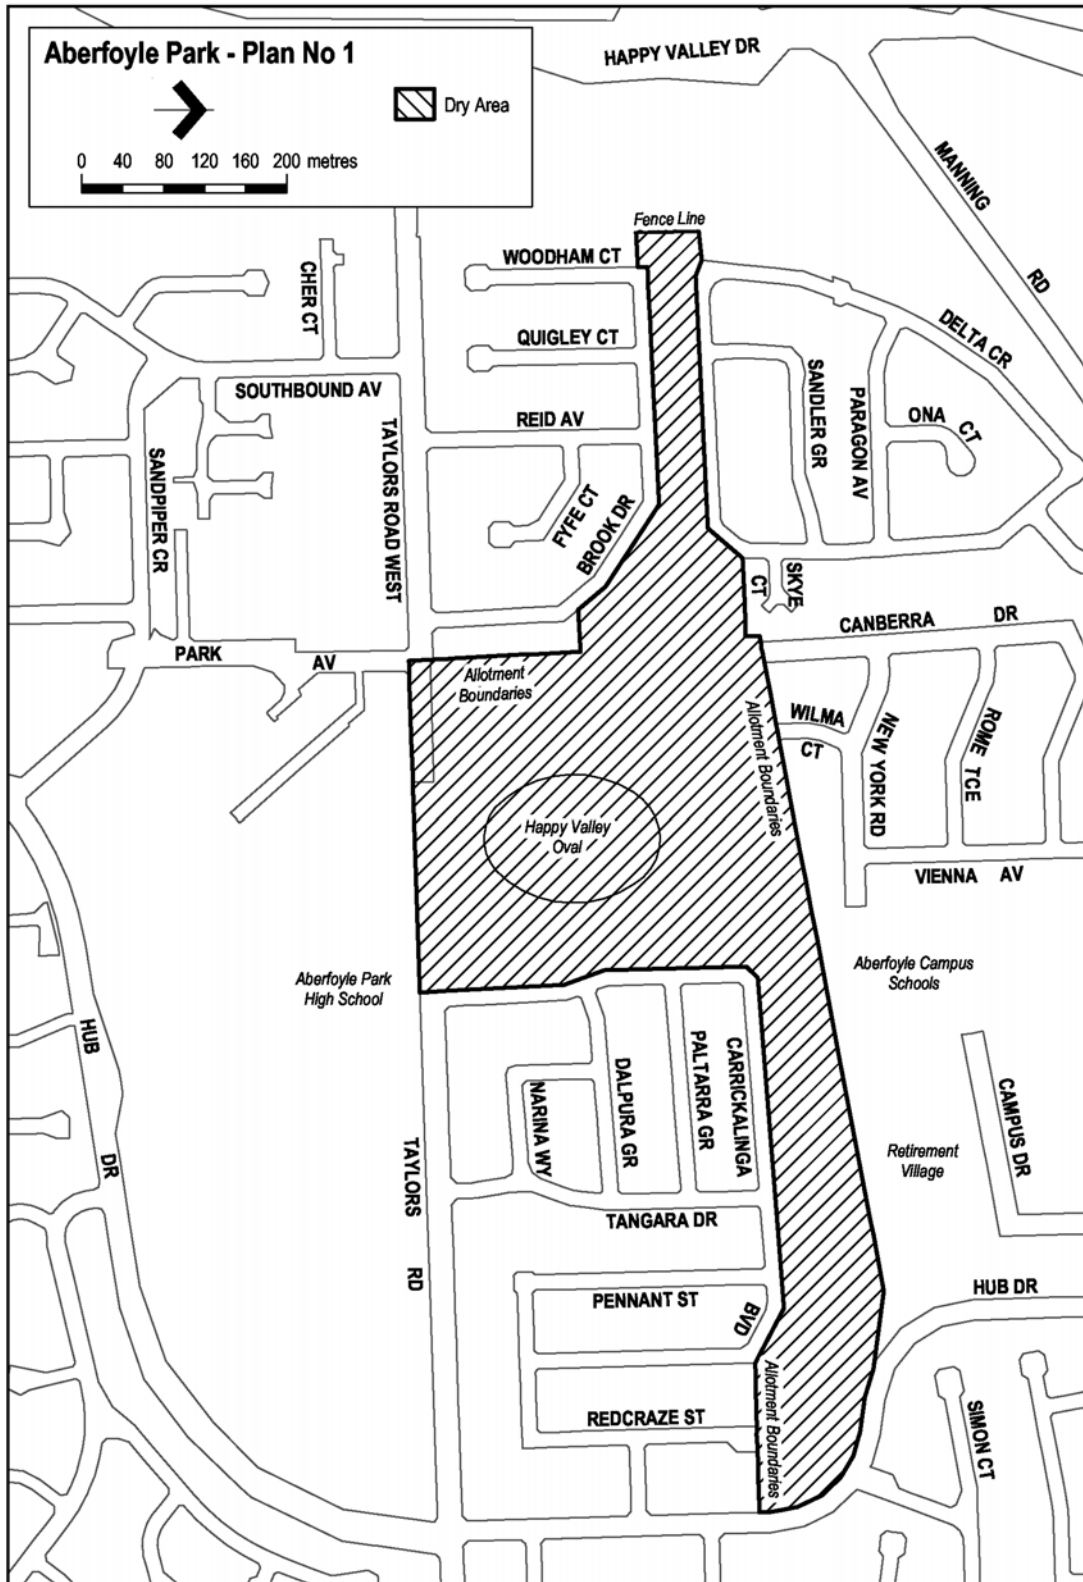 Aberfoyle Park - Plan No 1
Dry Area
0 40 80 120 160 200 metres
HAPPY VALLEY DR
MANNING
RD
Fence Line
WOODHAM CT
CHER CT
QUIGLEY CT
DELTA CR
SOUTHBOUND AV
SANDLER GR
PARAGON AV
ONA CT
REID AV
TAYLORS ROAD WEST
SANDPIPER CR
FYFE CT
BROOK DR
SKYE
CT
CANBERRA DR
PARK AV
Allotment
Boundaries
Allotment Boundaries
WILMA
CT
NEW YORK RD
ROME TCE
Happy Valley
Oval
VIENNA AV
Aberfoyle Park
High School
Aberfoyle Campus
Schools
HUB
DR
NARINA WY
DALPURA GR
PALTARRA GR
CARRICKALINGA
CAMPUS DR
TAYLORS
RD
Retirement
Village
TANGARA DR
HUB DR
PENNANT ST
BVD
Allotment Boundaries
REDCRAZE ST
SIMON CT